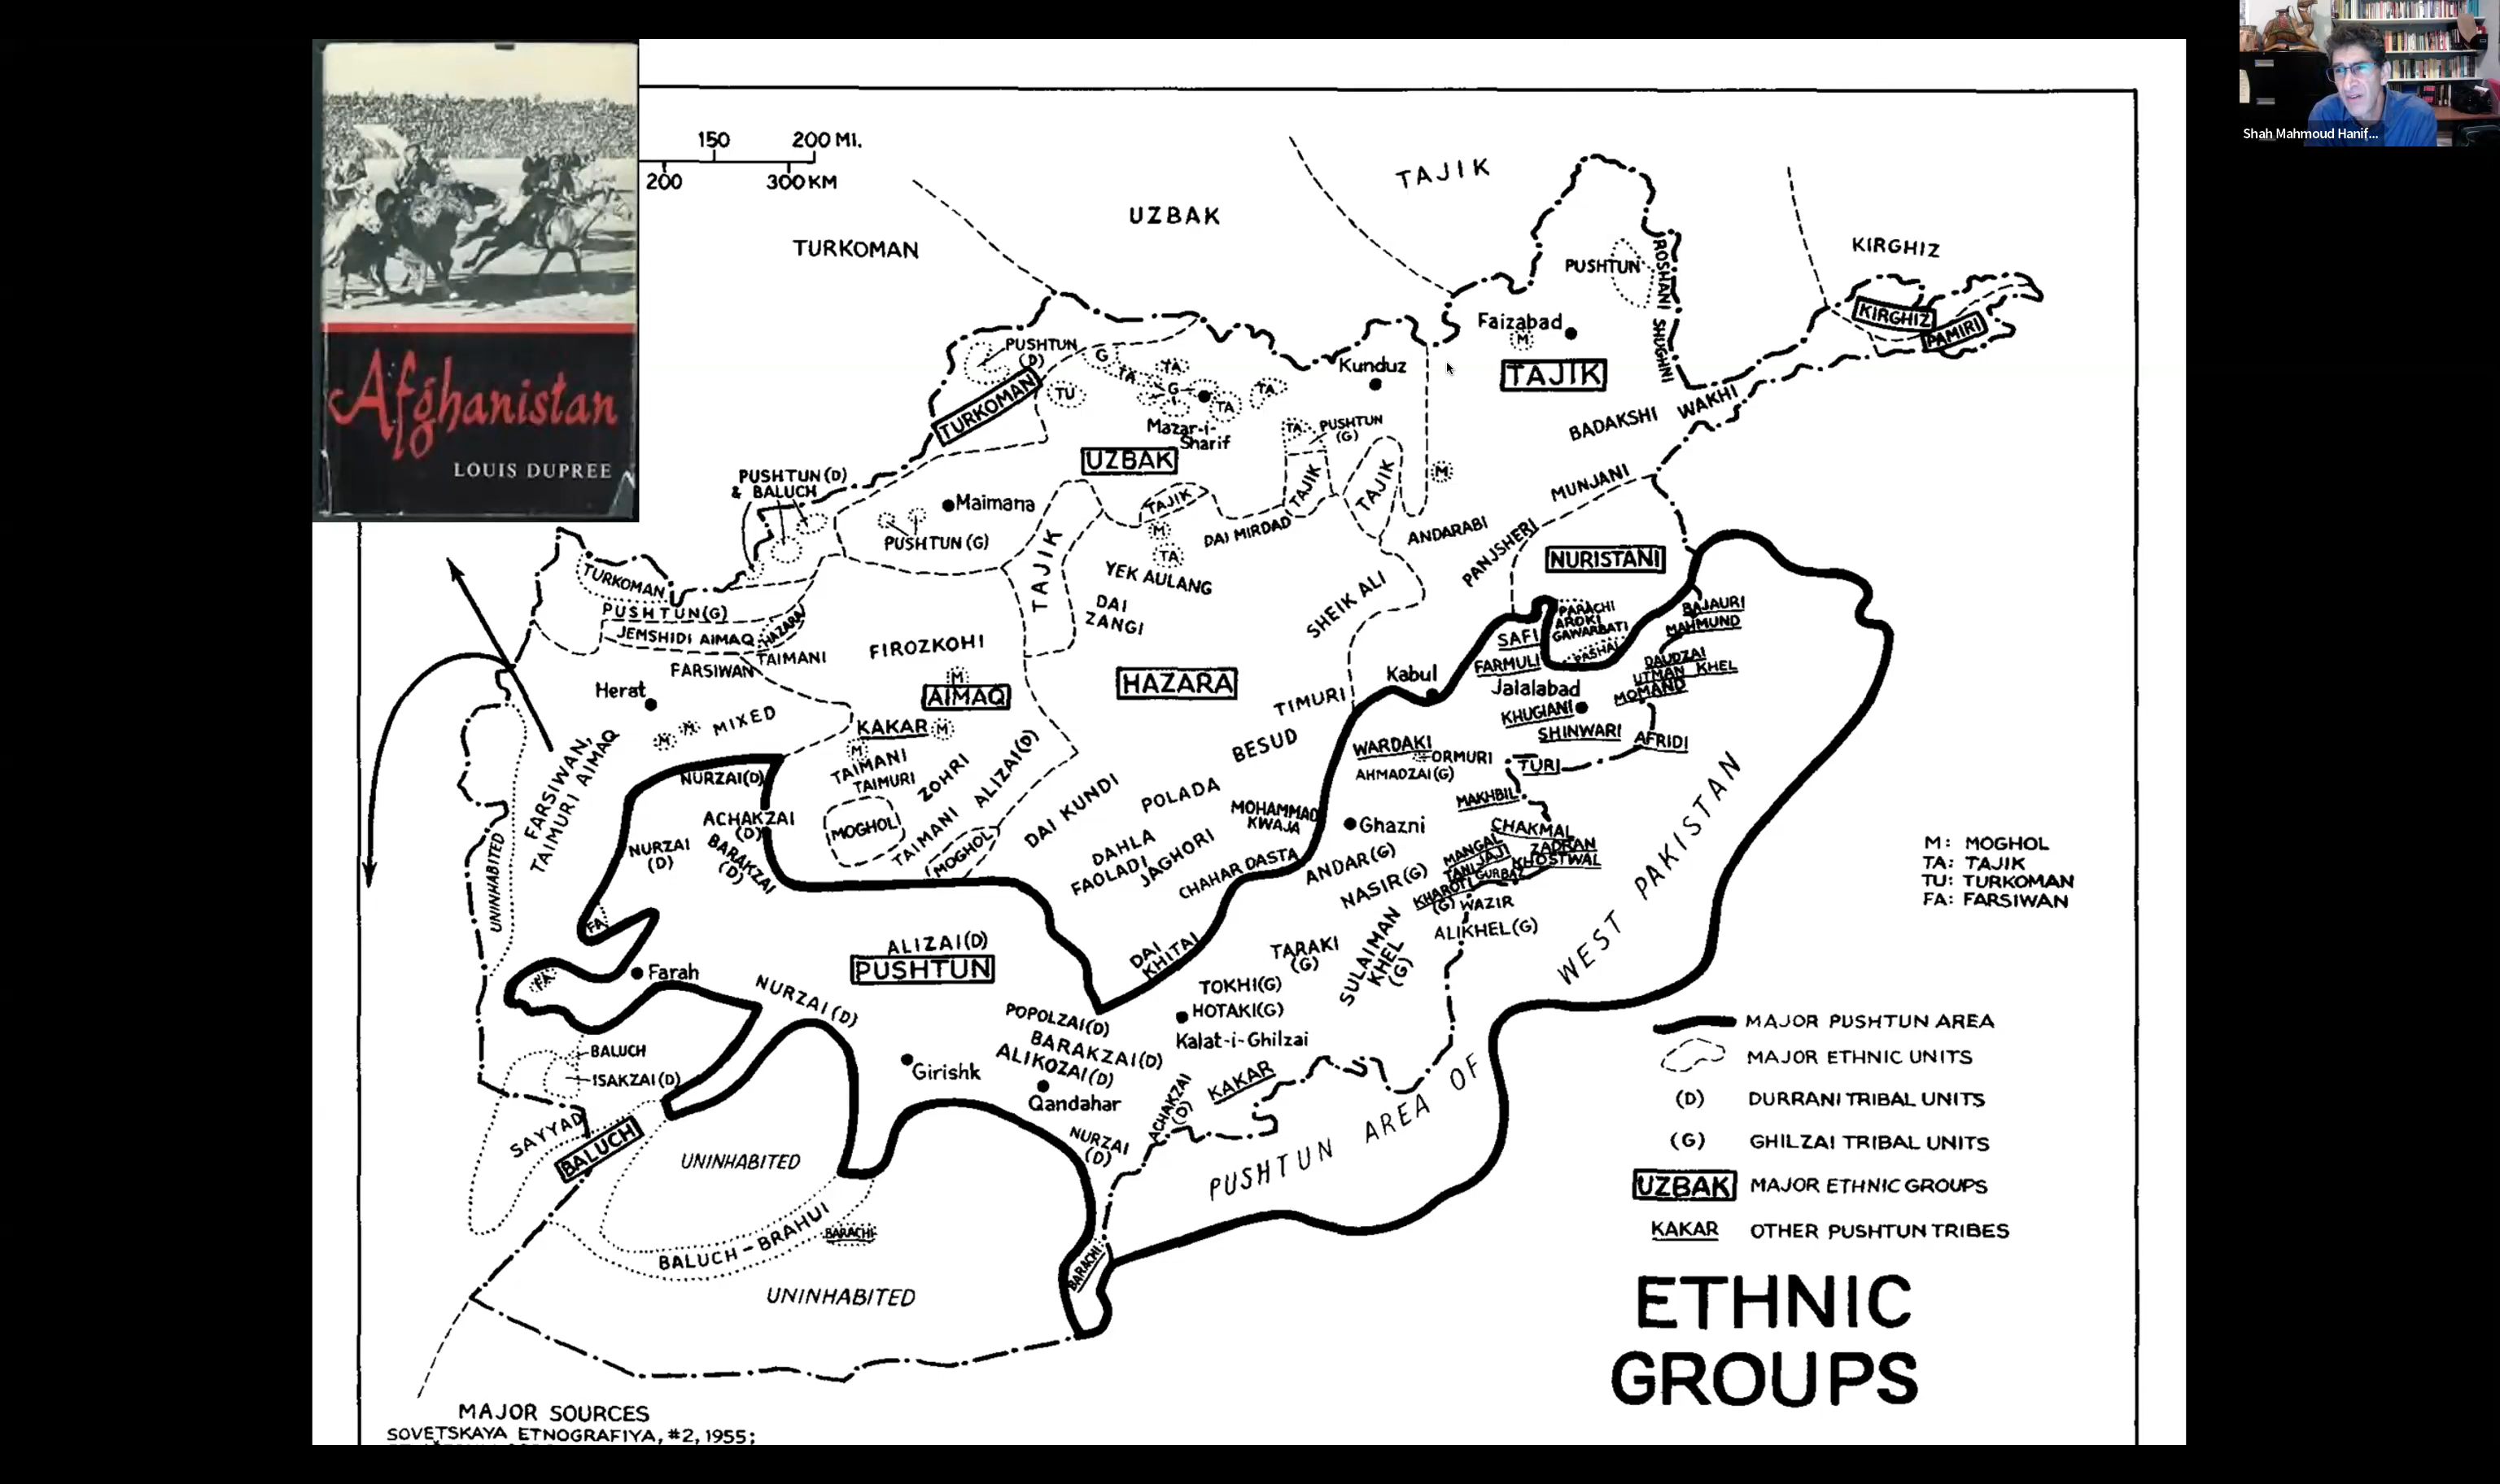 Shah Mahmoud Hanif...
Afghanistan
LOUIS DUPREE
150
200 MI.
200
300 KM
TAJIK
UZBAK
TURKOMAN
KIRGHIZ
PUSHTUN
ROSHANI
SHUGHNI
KIRGHIZ
PAMIRI
Faizabad
M
TAJIK
PUSHTUN
(D)
G
TA
TA
G
TA
TA
TURKOMAN
TU
Kunduz
Mazar-i-
Sharif
TA
PUSHTUN
(G)
BADAKSHI
WAKHI
UZBAK
M
PUSHTUN (D)
& BALUCH
Maimana
TAJIK
TAJIK
TAJIK
MUNJANI
PUSHTUN (G)
M
TA
DAI MIRDAD
ANDARABI
PANJSHERI
NURISTANI
TAJIK
YEK AULANG
DAI
ZANGI
SHEIK ALI
TURKOMAN
PUSHTUN(G)
JEMSHIDI AIMAQ
HAZARA
TAIMANI
FARSIWAN
FIROZKOHI
PARACHI
AROKI
GAWARBATI
PASHAI
SAFI
FARMULI
BAJAURI
MAHMUND
DAUDZAI
UTMAN KHEL
MOMAND
Herat
M
AIMAQ
HAZARA
TIMURI
Kabul
Jalalabad
KHUGIANI
SHINWARI
AFRIDI
M
M
MIXED
KAKAR
M
M
BESUD
WARDAKI
ORMURI
AHMADZAI(G)
TURI
FARSIWAN,
TAIMURI AIMAQ
NURZAI(D)
TAIMANI
TAIMURI
ZOHRI
ALIZAI(D)
DAI KUNDI
POLADA
MAKHBIL
ACHAKZAI
(D)
BARAKZAI
(D)
NURZAI
(D)
MOGHOL
TAIMANI
MOGHOL
MOHAMMAD
KWAJA
Ghazni
CHAKMAL
MANGAL
ZADRAN
TANI
JAJI
KHOSTWAL
GURBAZ
KHAROTI
(G)
WAZIR
DAHLA
FAOLADI
JAGHORI
CHAHAR DASTA
ANDAR(G)
NASIR(G)
ALIKHEL(G)
UNINHABITED
FA
FA
Farah
ALIZAI(D)
PUSHTUN
DAI
KHITAI
TARAKI
(G)
SULAIMAN
KHEL
(G)
TOKHI(G)
HOTAKI(G)
Kalat-i-Ghilzai
NURZAI(D)
POPOLZAI(D)
BARAKZAI(D)
ALIKOZAI(D)
Girishk
Qandahar
BALUCH
ISAKZAI(D)
SAYYAD
BALUCH
ACHAKZAI
(D)
KAKAR
NURZAI
(D)
PUSHTUN AREA OF
WEST PAKISTAN
UNINHABITED
BALUCH-BRAHUI
BARACHI
BARACHI
UNINHABITED
M: MOGHOL
TA: TAJIK
TU: TURKOMAN
FA: FARSIWAN
MAJOR PUSHTUN AREA
MAJOR ETHNIC UNITS
(D) DURRANI TRIBAL UNITS
(G) GHILZAI TRIBAL UNITS
UZBAK MAJOR ETHNIC GROUPS
KAKAR OTHER PUSHTUN TRIBES
ETHNIC
GROUPS
MAJOR SOURCES
SOVETSKAYA ETNOGRAFIYA, #2, 1955;